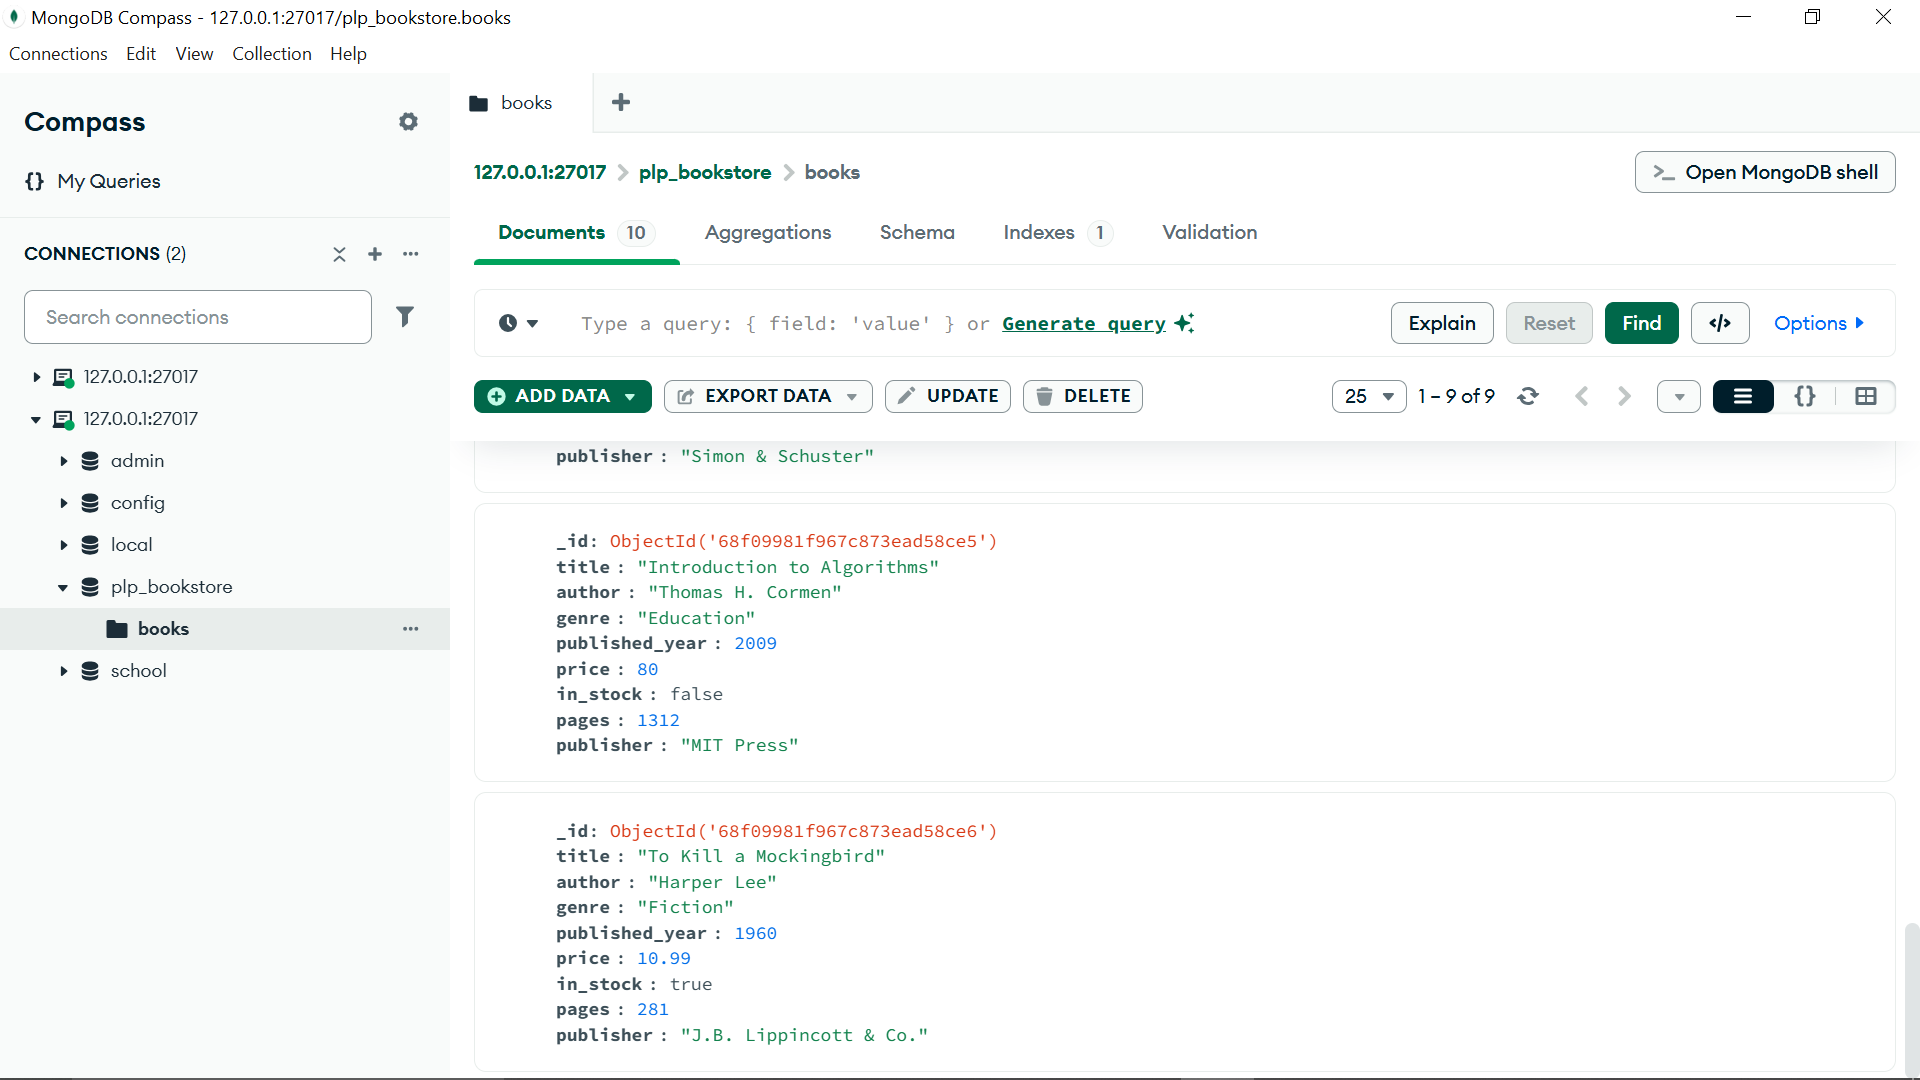 MongoDB Compass - 127.0.0.1:27017/plp_bookstore.books
Connections Edit View Collection Help
Compass
{} My Queries
CONNECTIONS (2)
Search connections
127.0.0.1:27017
127.0.0.1:27017
admin
config
local
plp_bookstore
books
school
books
127.0.0.1:27017 > plp_bookstore > books
>_ Open MongoDB shell
Documents 10 Aggregations Schema Indexes 1 Validation
Type a query: { field: 'value' } or Generate query
Explain Reset Find </> Options
ADD DATA EXPORT DATA UPDATE DELETE
25 1 – 9 of 9 {}
publisher : "Simon & Schuster"
_id: ObjectId('68f09981f967c873ead58ce5')
title : "Introduction to Algorithms"
author : "Thomas H. Cormen"
genre : "Education"
published_year : 2009
price : 80
in_stock : false
pages : 1312
publisher : "MIT Press"
_id: ObjectId('68f09981f967c873ead58ce6')
title : "To Kill a Mockingbird"
author : "Harper Lee"
genre : "Fiction"
published_year : 1960
price : 10.99
in_stock : true
pages : 281
publisher : "J.B. Lippincott & Co."